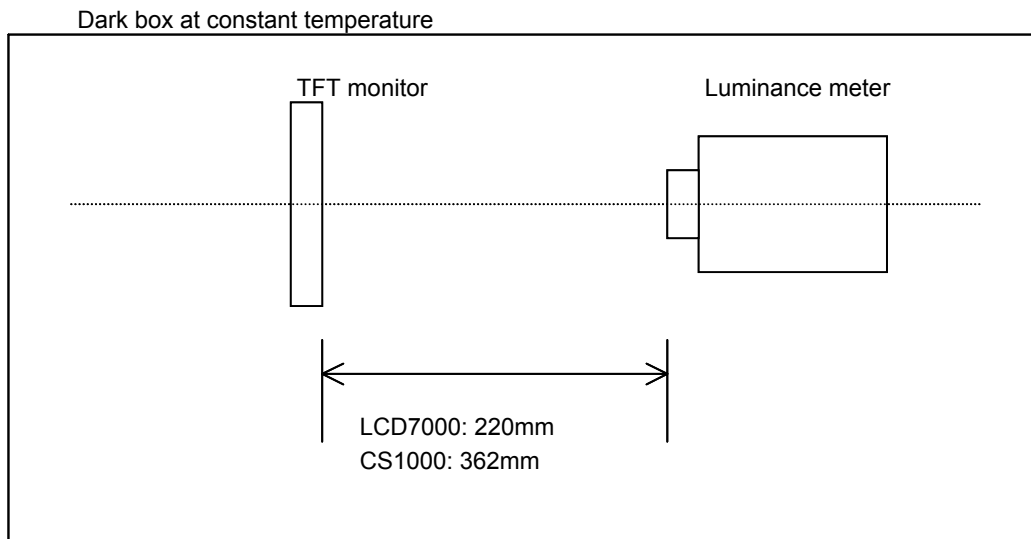 Dark box at constant temperature
TFT monitor
Luminance meter
LCD7000: 220mm
CS1000: 362mm